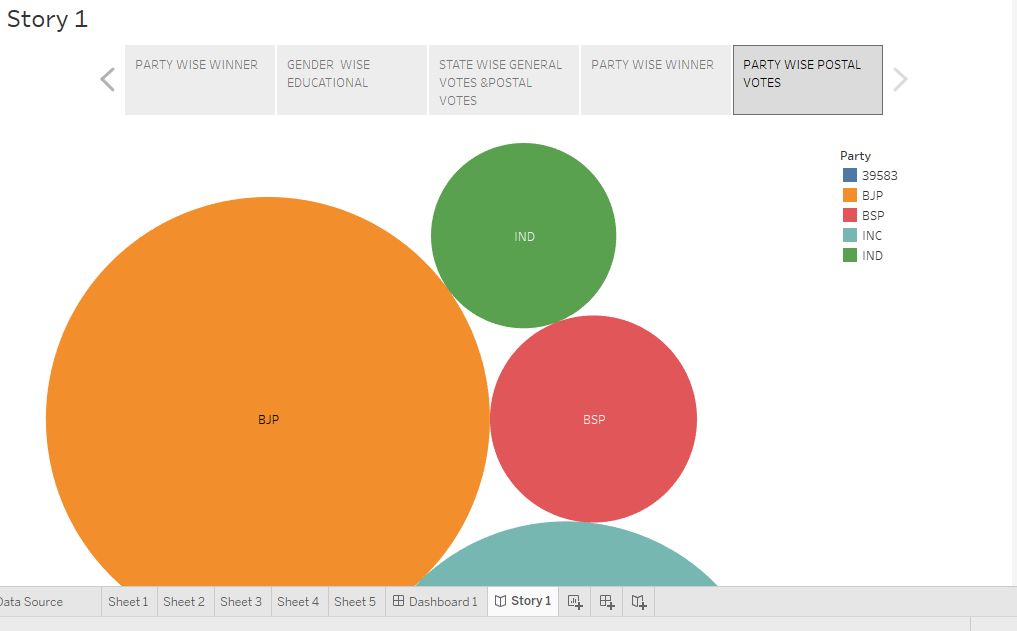 Story 1
PARTY WISE WINNER
GENDER WISE
EDUCATIONAL
STATE WISE GENERAL
VOTES &POSTAL
VOTES
PARTY WISE WINNER
PARTY WISE POSTAL
VOTES
Party
39583
BJP
BSP
INC
IND
IND
BJP
BSP
Data Source
Sheet 1
Sheet 2
Sheet 3
Sheet 4
Sheet 5
Dashboard 1
Story 1